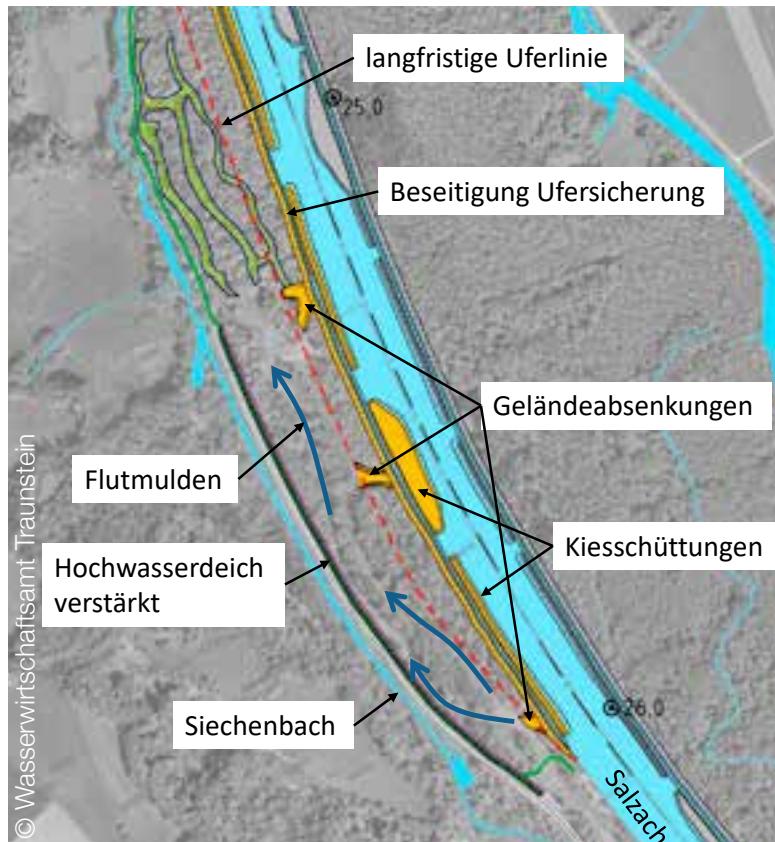 langfristige Uferlinie
25.0
Beseitigung Ufersicherung
Geländeabsenkungen
Flutmulden
Kiesschüttungen
Hochwasserdeich
verstärkt
Siechenbach
26.0
Salzach
© Wasserwirtschaftsamt Traunstein